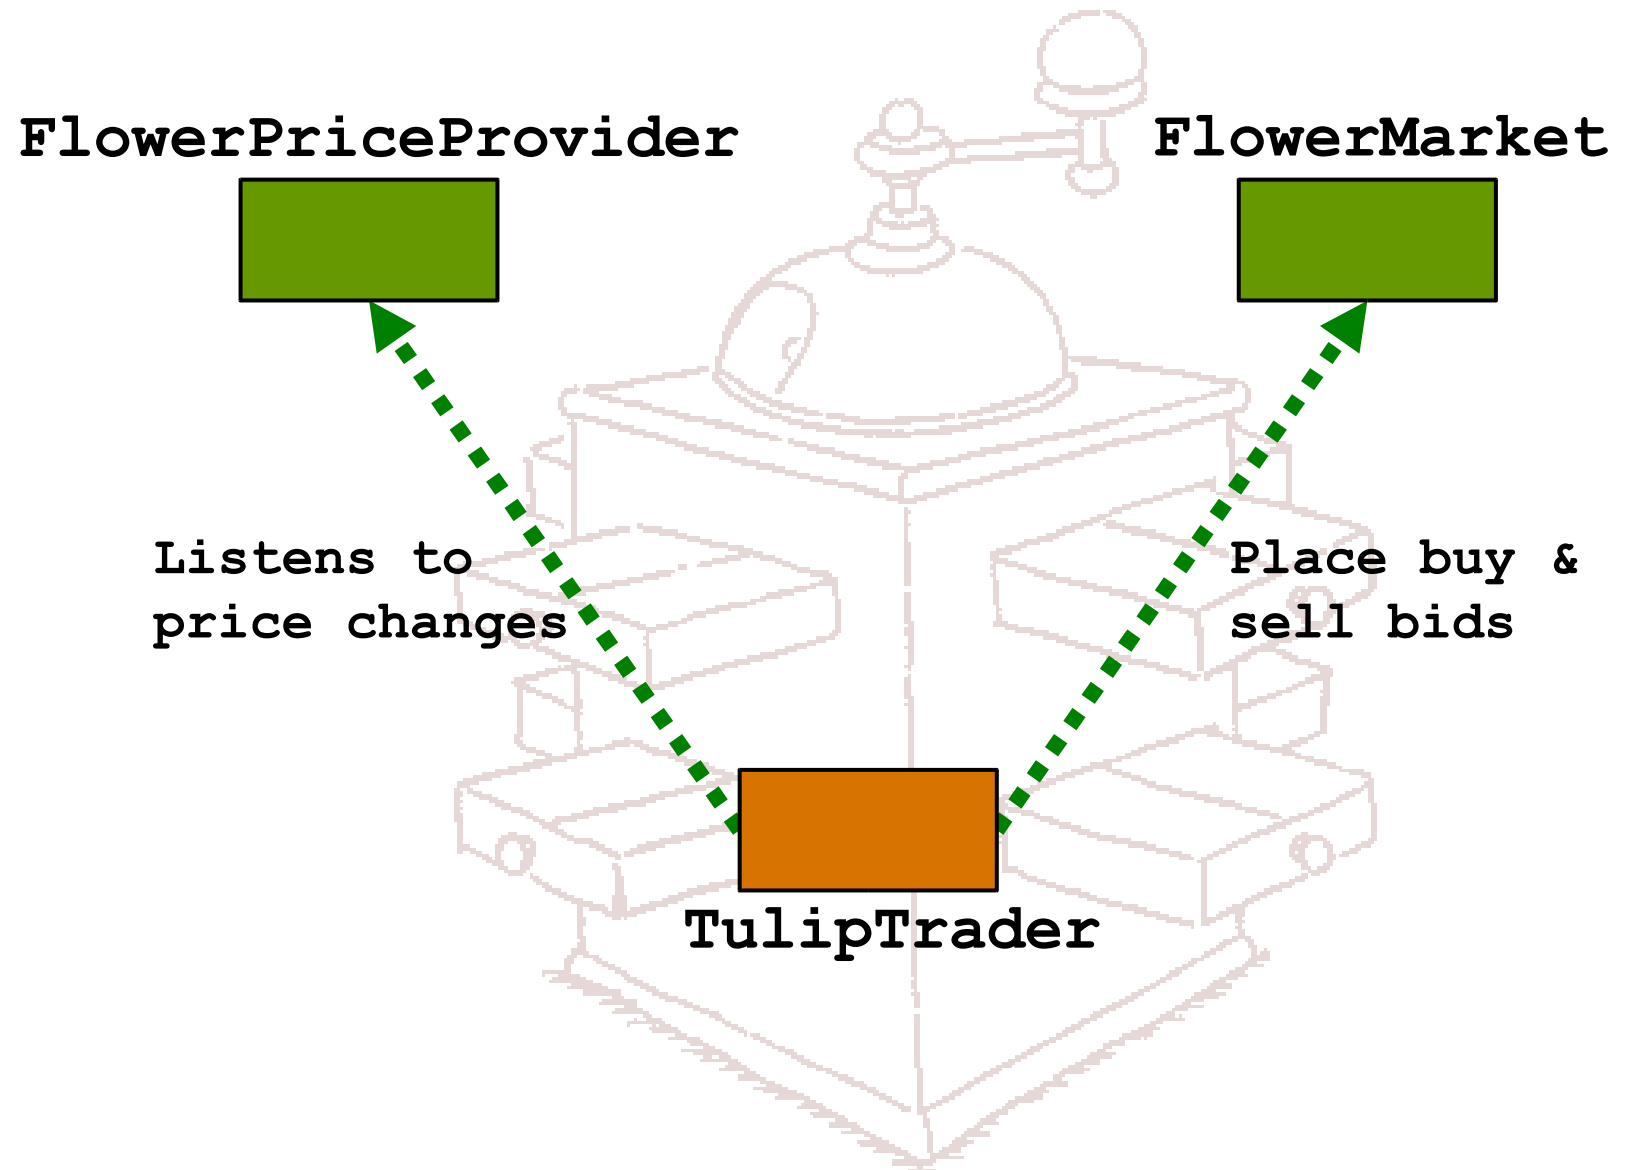 FlowerPriceProvider
FlowerMarket
Listens to
price changes
Place buy &
sell bids
TulipTrader